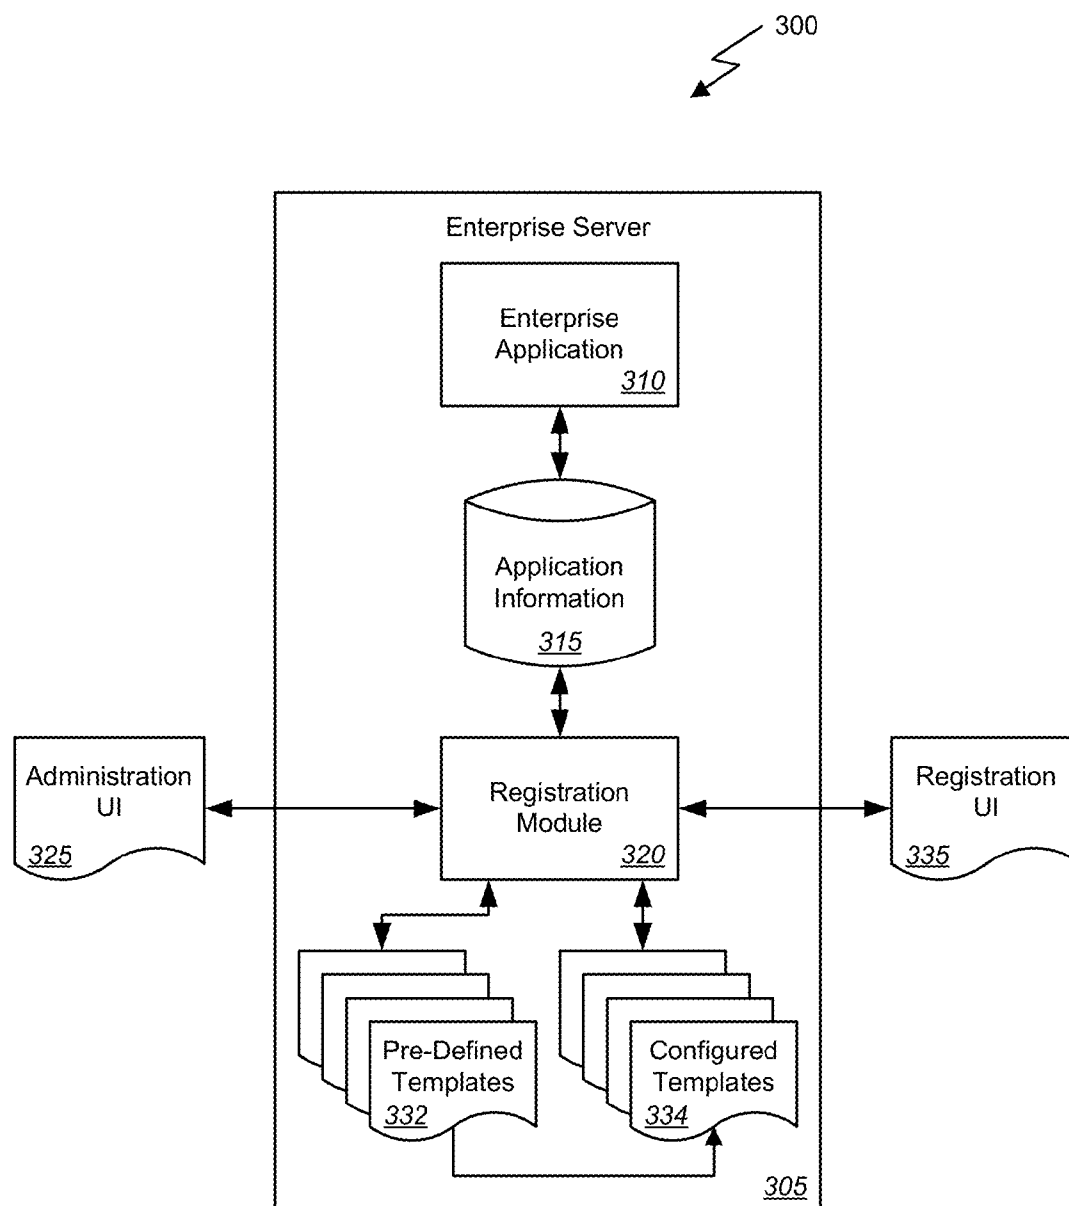 300
Enterprise Server
Enterprise
Application
310
Application
Information
315
Administration
UI
325
Registration
Module
320
Registration
UI
335
Pre-Defined
Templates
332
Configured
Templates
334
305